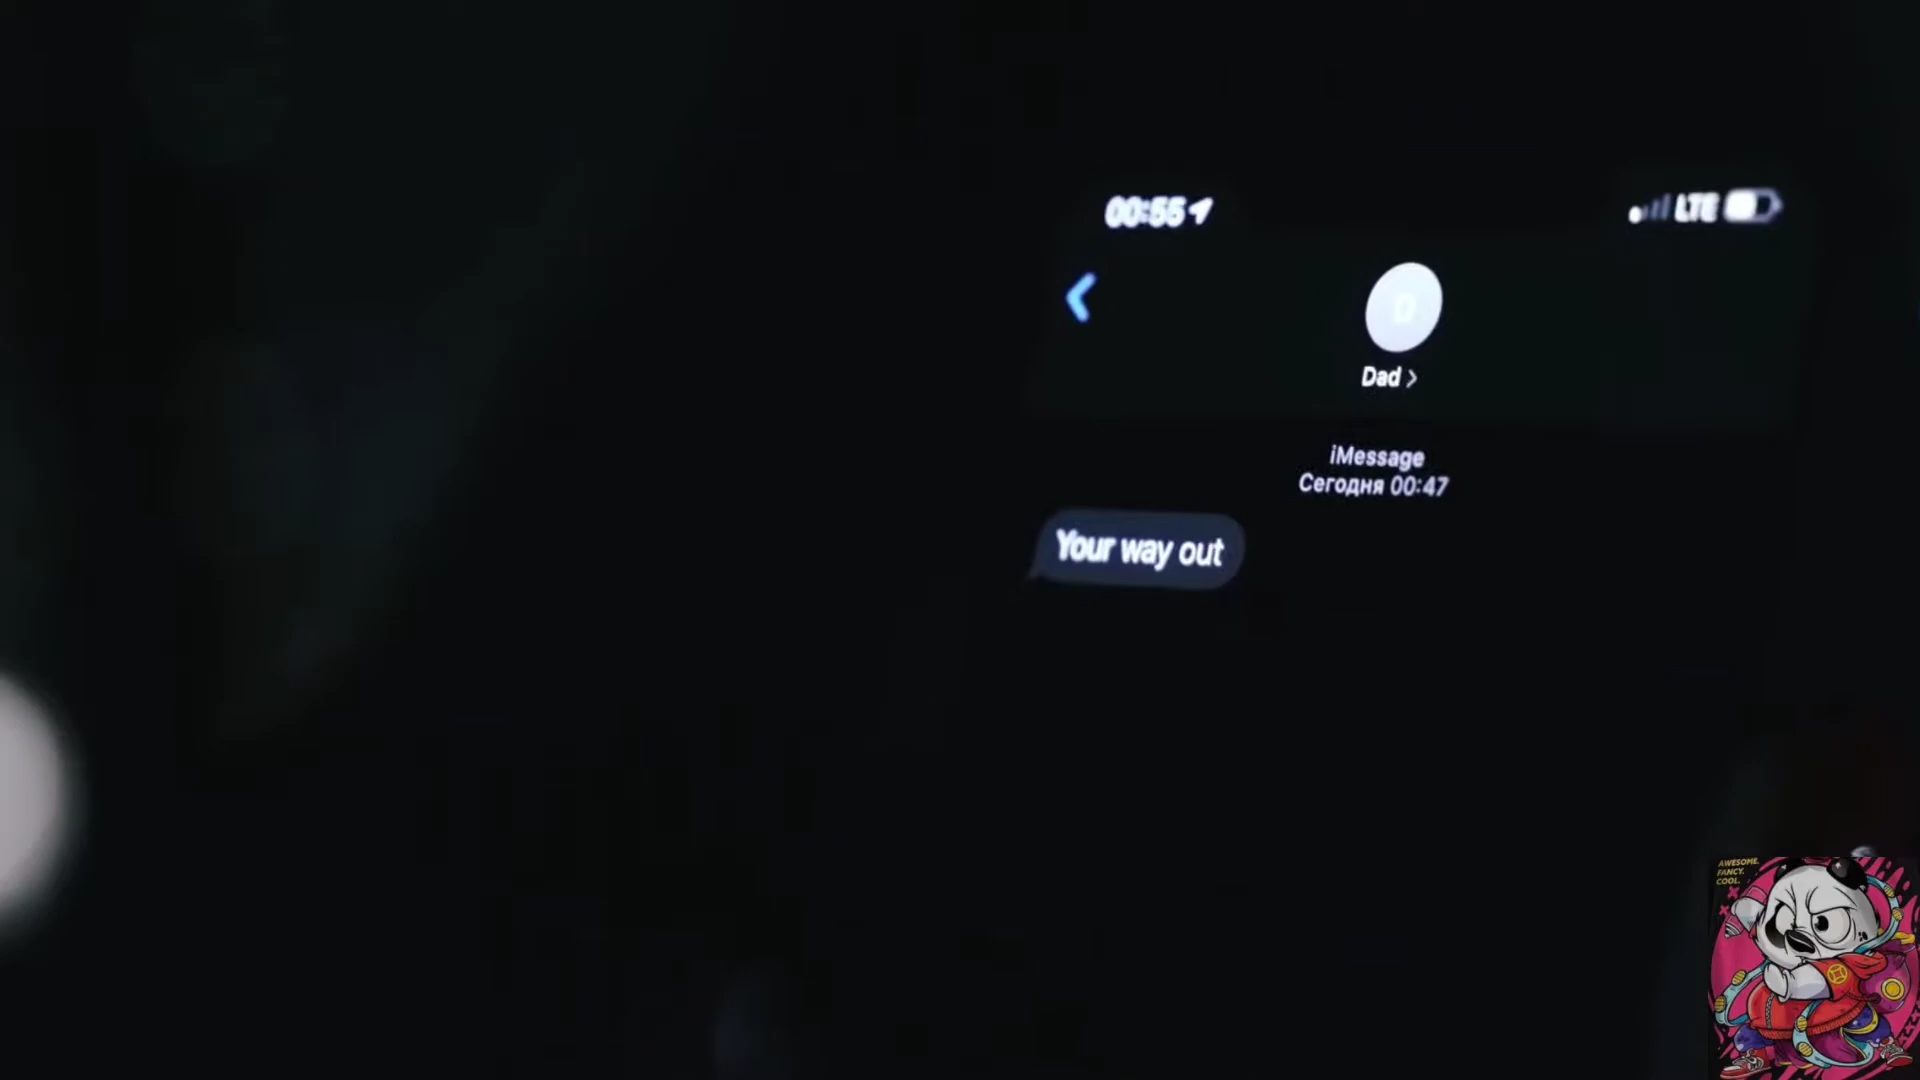 00:55
LTE
D
Dad
iMessage
Сегодня 00:47
Your way out
AWESOME.
FANCY.
COOL.